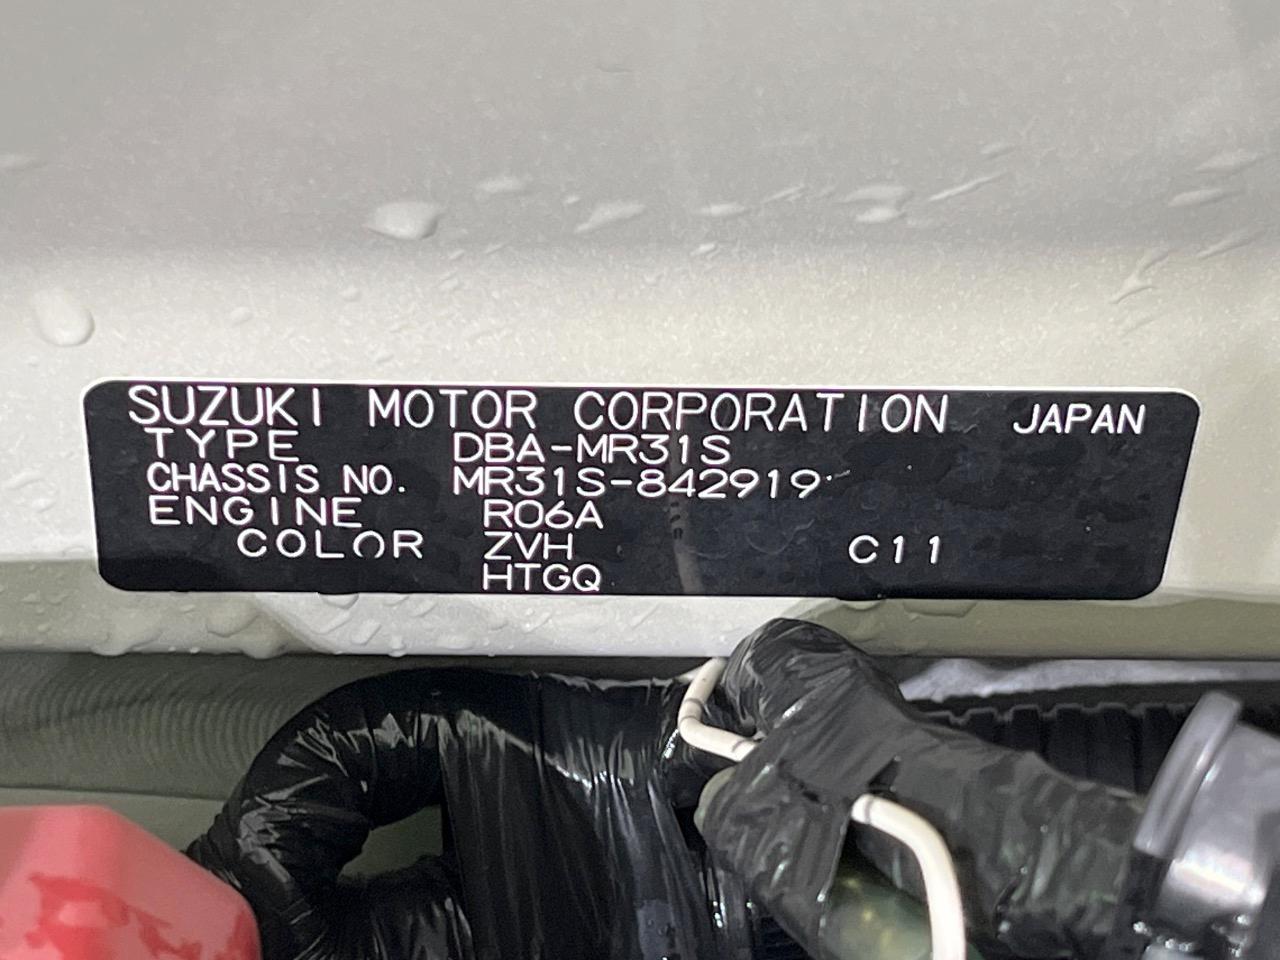 SUZUKI MOTOR CORPORATION JAPAN
TYPE DBA-MR31S
CHASSIS NO. MR31S-842919
ENGINE R06A
COLOR ZVH C11
HTGQ